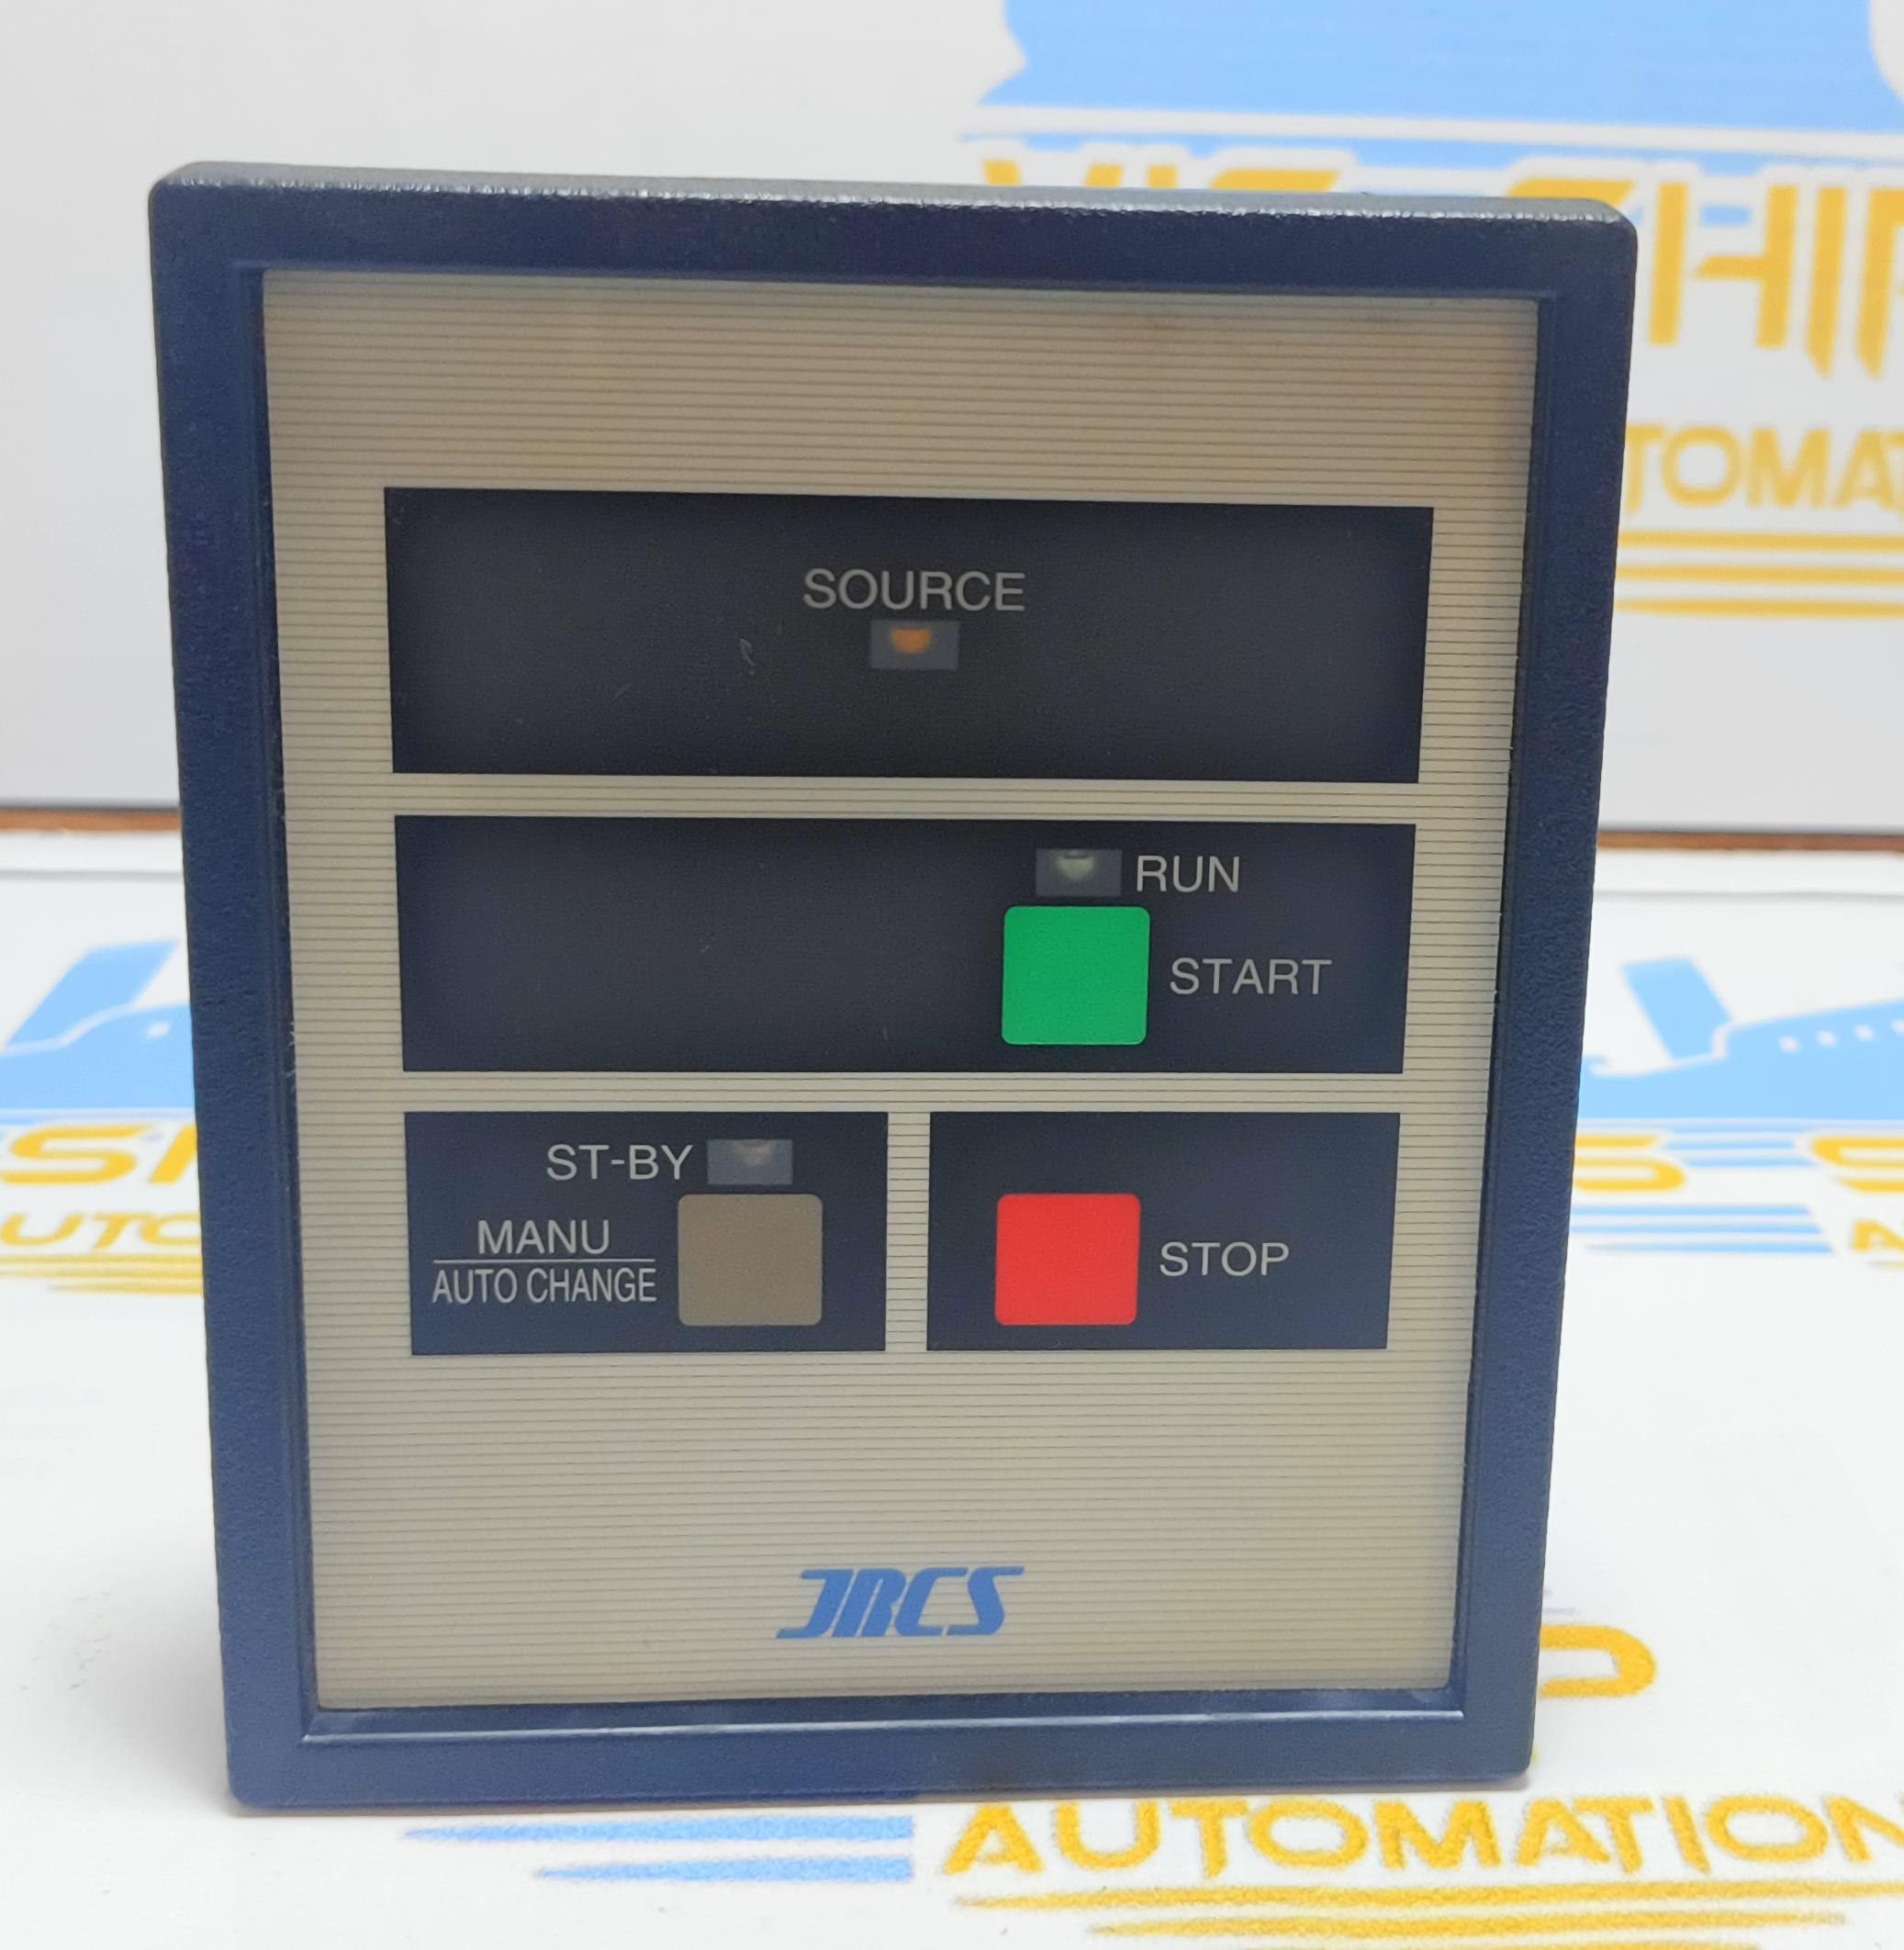 SOURCE
RUN
START
ST-BY
MANU
AUTO CHANGE
STOP
JRCS
AUTOMATION